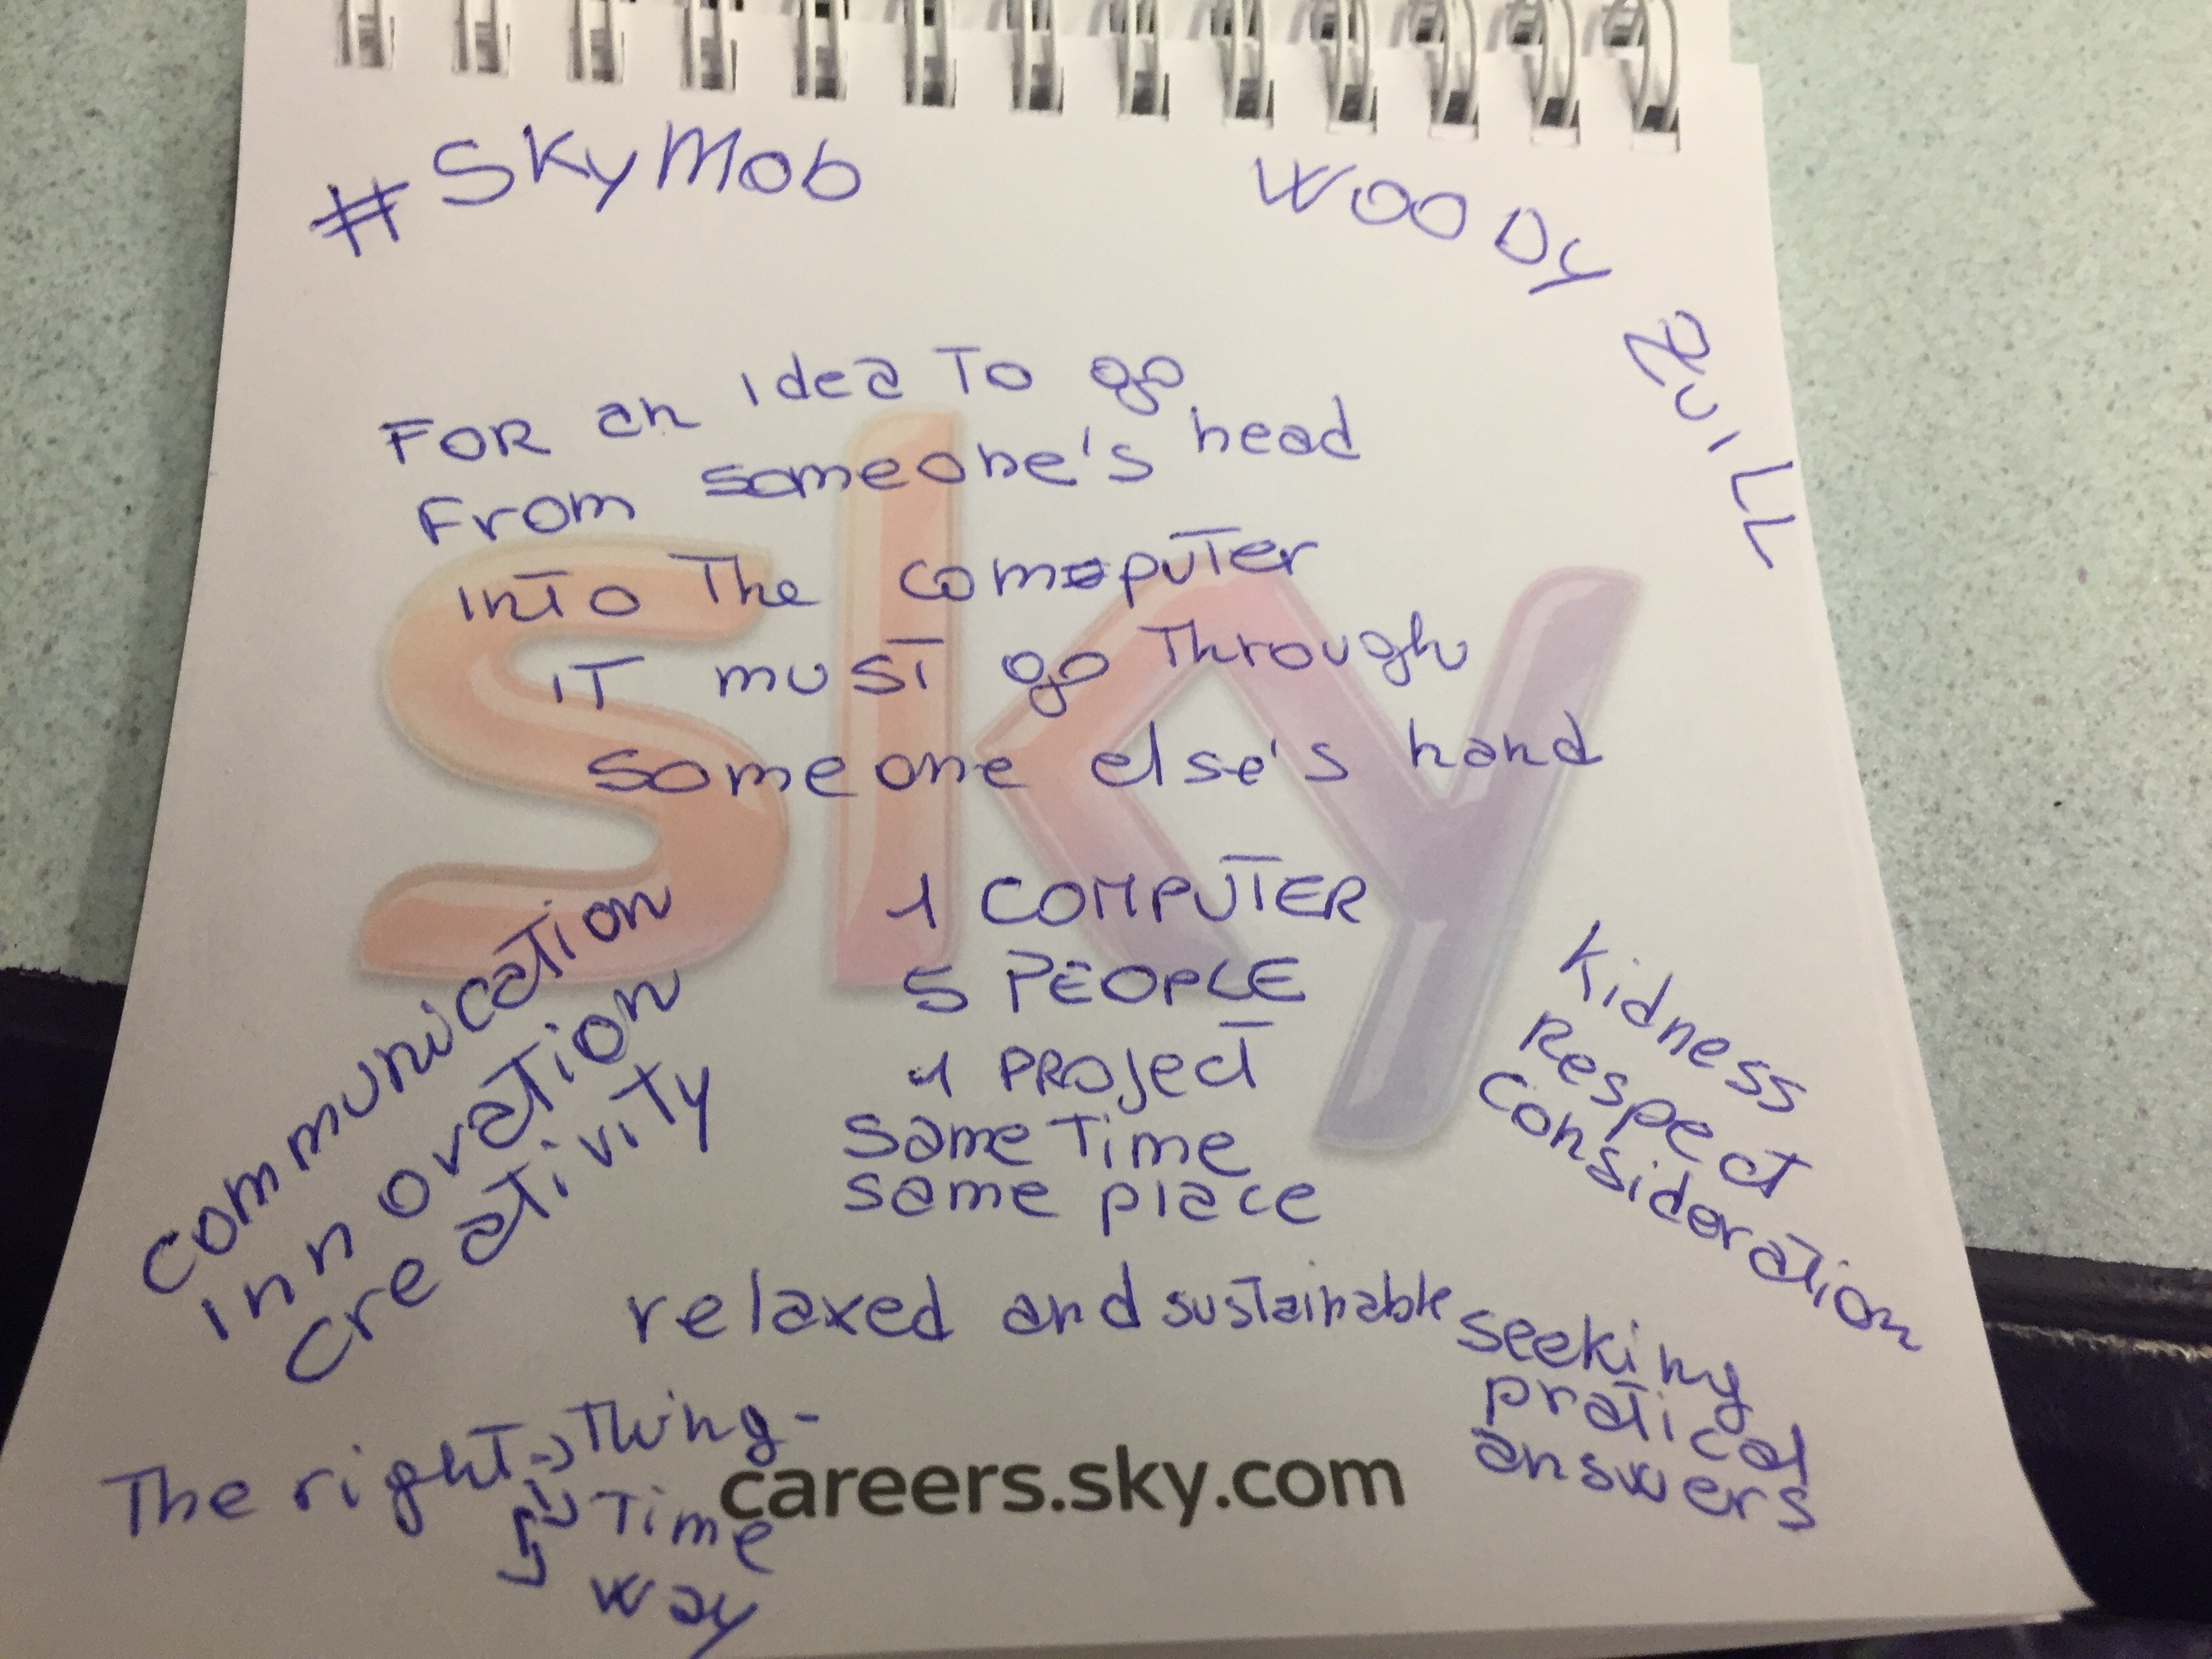 #SkyMob
WOODy ZUILL
FOR an idea To go
From someone's head
into The computer
iT musT go Through
someone else's hand
sky
1 COMPUTER
5 PEOPLE
1 PROJecT
same Time
same place
communication
innovation
creativity
Kidness
Respect
Consideration
relaxed and sustainable
seeking
pratical
answers
The righT Thing
Time
way
careers.sky.com